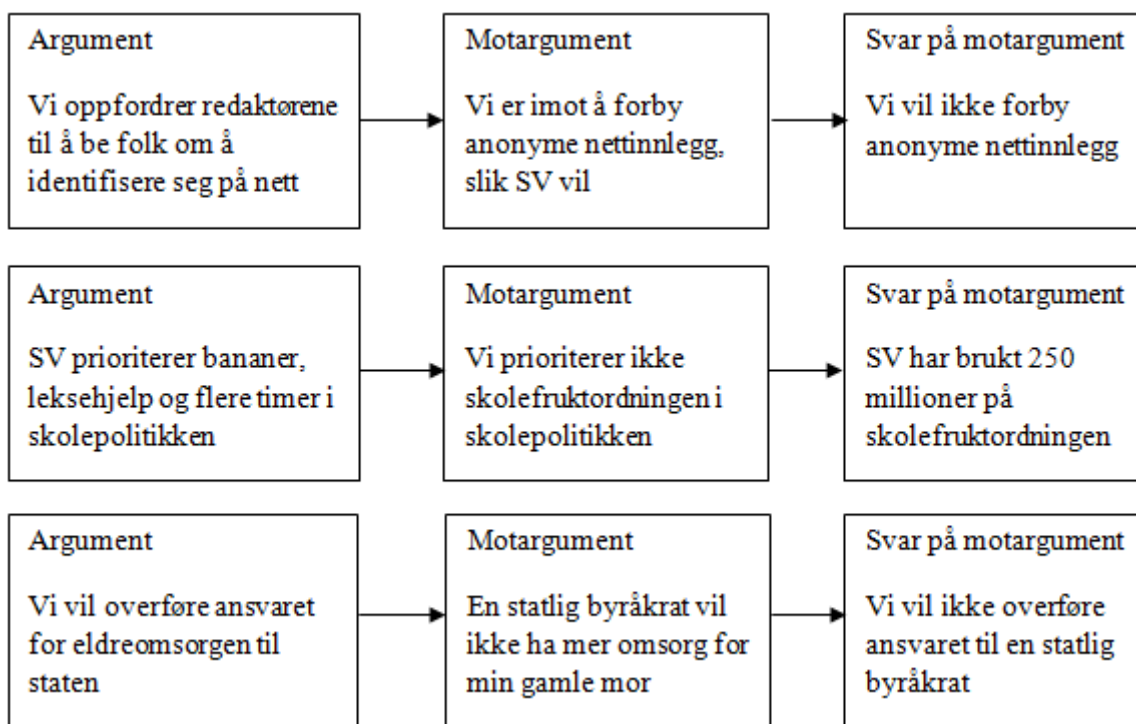 Argument
Vi oppfordrer redaktørene
til å be folk om å
identifisere seg på nett
Motargument
Vi er imot å forby
anonyme nettinnlegg,
slik SV vil
Svar på motargument
Vi vil ikke forby
anonyme nettinnlegg
Argument
SV prioriterer bananer,
leksehjelp og flere timer i
skolepolitikken
Motargument
Vi prioriterer ikke
skolefruktordningen i
skolepolitikken
Svar på motargument
SV har brukt 250
millioner på
skolefruktordningen
Argument
Vi vil overføre ansvaret
for eldreomsorgen til
staten
Motargument
En statlig byråkrat vil
ikke ha mer omsorg for
min gamle mor
Svar på motargument
Vi vil ikke overføre
ansvaret til en statlig
byråkrat